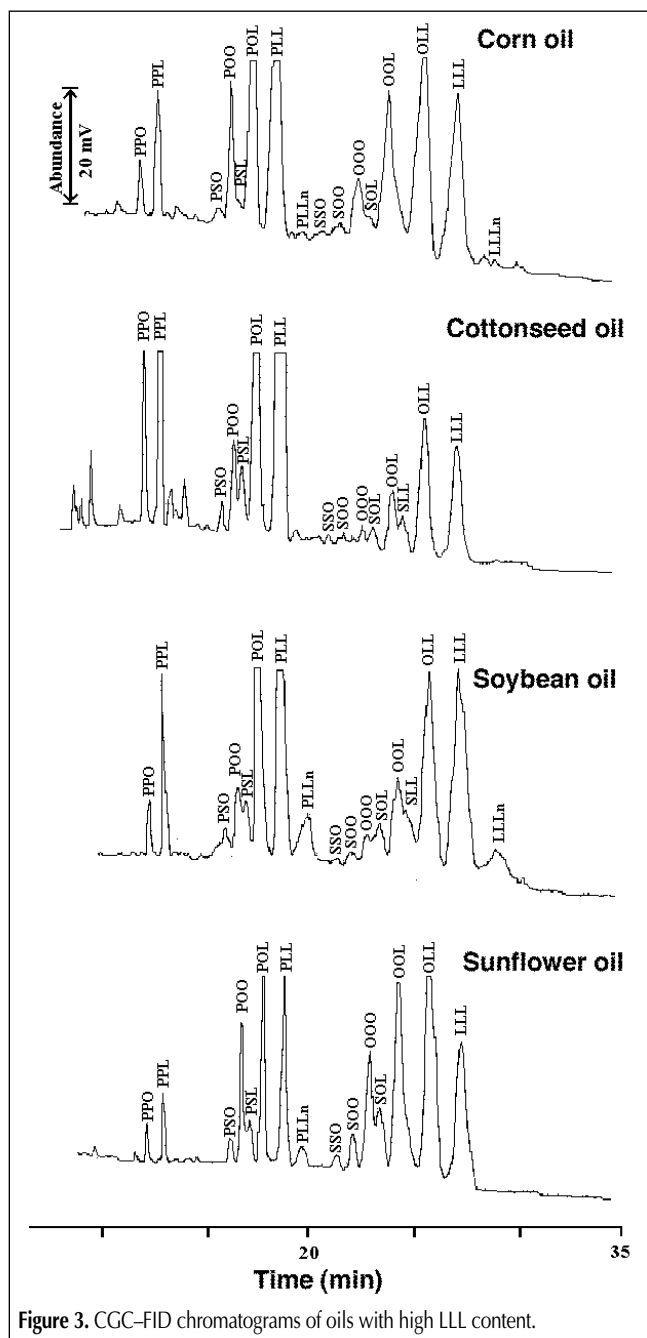 Corn oil
Abundance
20 mV
PPO
PPL
PSO
POO
PSL
POL
PLL
PLLn
SSO
SOO
OOO
SOL
OOL
OLL
LLL
LLLn
Cottonseed oil
PPO
PPL
PSO
POO
PSL
POL
PLL
SSO
SOO
OOO
SOL
OOL
SLL
OLL
LLL
Soybean oil
PPO
PPL
PSO
POO
PSL
POL
PLL
PLLn
SSO
SOO
OOO
SOL
OOL
SLL
OLL
LLL
LLLn
Sunflower oil
PPO
PPL
PSO
POO
PSL
POL
PLL
PLLn
SSO
SOO
OOO
SOL
OOL
OLL
LLL
20 35
Time (min)
Figure 3. CGC–FID chromatograms of oils with high LLL content.